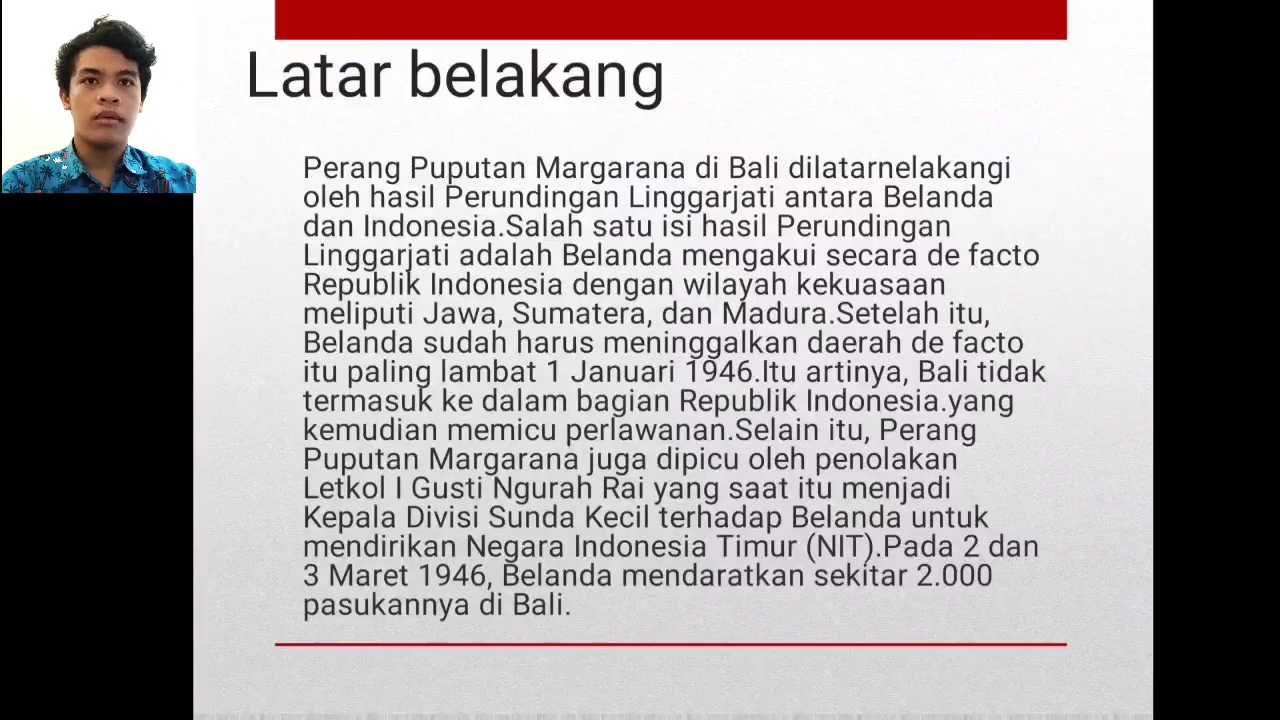 Latar belakang
Perang Puputan Margarana di Bali dilatarnelakangi
oleh hasil Perundingan Linggarjati antara Belanda
dan Indonesia.Salah satu isi hasil Perundingan
Linggarjati adalah Belanda mengakui secara de facto
Republik Indonesia dengan wilayah kekuasaan
meliputi Jawa, Sumatera, dan Madura.Setelah itu,
Belanda sudah harus meninggalkan daerah de facto
itu paling lambat 1 Januari 1946.Itu artinya, Bali tidak
termasuk ke dalam bagian Republik Indonesia.yang
kemudian memicu perlawanan.Selain itu, Perang
Puputan Margarana juga dipicu oleh penolakan
Letkol I Gusti Ngurah Rai yang saat itu menjadi
Kepala Divisi Sunda Kecil terhadap Belanda untuk
mendirikan Negara Indonesia Timur (NIT).Pada 2 dan
3 Maret 1946, Belanda mendaratkan sekitar 2.000
pasukannya di Bali.